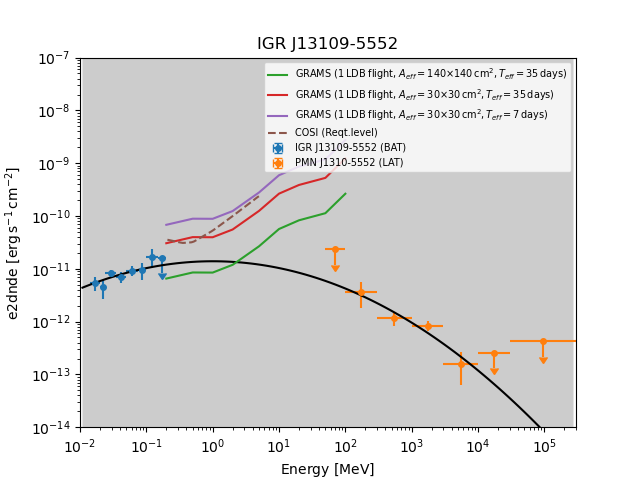 IGR J13109-5552
10⁻⁷
10⁻⁸
10⁻⁹
10⁻¹⁰
10⁻¹¹
10⁻¹²
10⁻¹³
10⁻¹⁴
e2dnde [erg s⁻¹ cm⁻²]
GRAMS (1 LDB flight, A_eff = 140×140 cm², T_eff = 35 days)
GRAMS (1 LDB flight, A_eff = 30×30 cm², T_eff = 35 days)
GRAMS (1 LDB flight, A_eff = 30×30 cm², T_eff = 7 days)
COSI (Reqt.level)
IGR J13109-5552 (BAT)
PMN J1310-5552 (LAT)
10⁻² 10⁻¹ 10⁰ 10¹ 10² 10³ 10⁴ 10⁵
Energy [MeV]